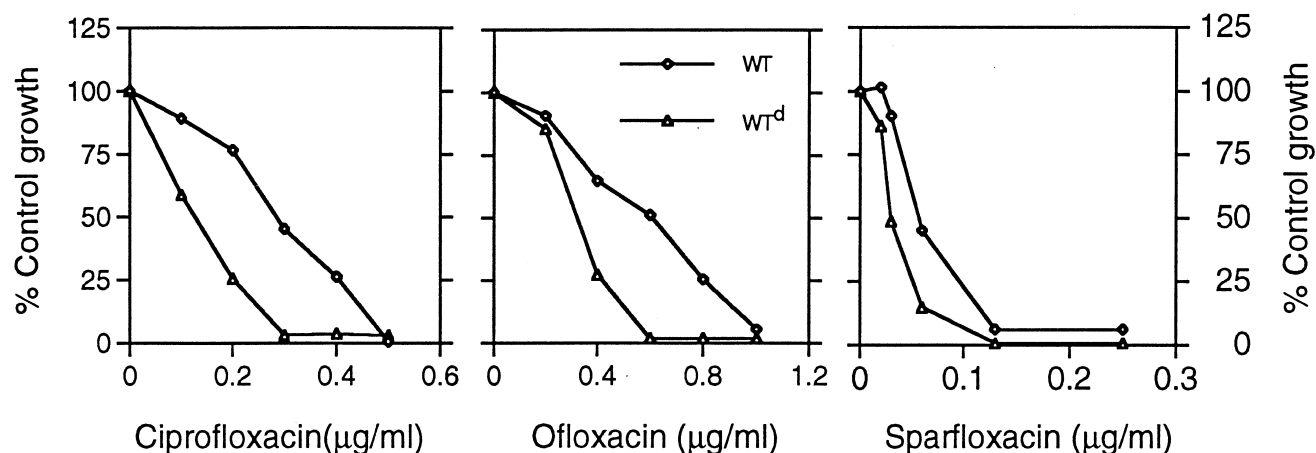 % Control growth
125
100
75
50
25
0
0 0.2 0.4 0.6
Ciprofloxacin(μg/ml)
WT
WTd
0 0.4 0.8 1.2
Ofloxacin (μg/ml)
125
100
75
50
25
0
% Control growth
0 0.1 0.2 0.3
Sparfloxacin (μg/ml)